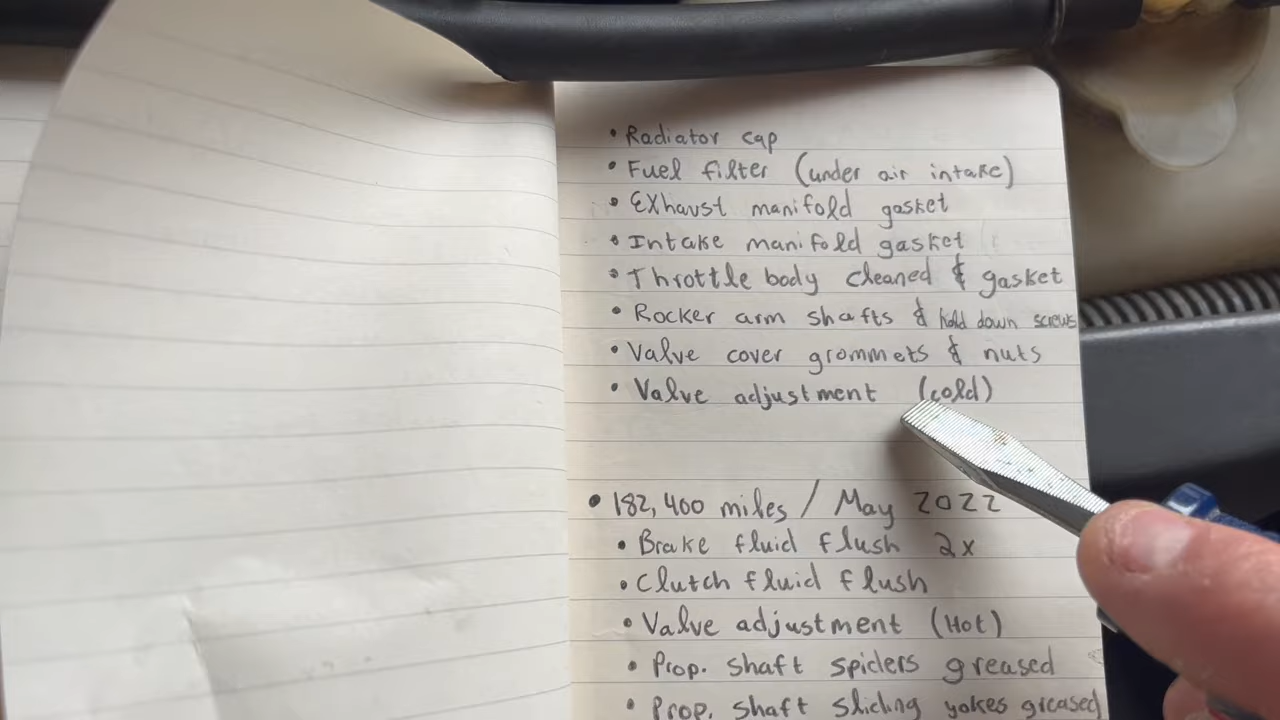 • Radiator cap
• Fuel filter (under air intake)
• Exhaust manifold gasket
• Intake manifold gasket
• Throttle body cleaned & gasket
• Rocker arm shafts & hold down screws
• Valve cover grommets & nuts
• Valve adjustment (cold)
• 182,400 miles / May 2022
• Brake fluid flush 2x
• Clutch fluid flush
• Valve adjustment (Hot)
• Prop. shaft spiders greased
• Prop. shaft sliding yokes greased